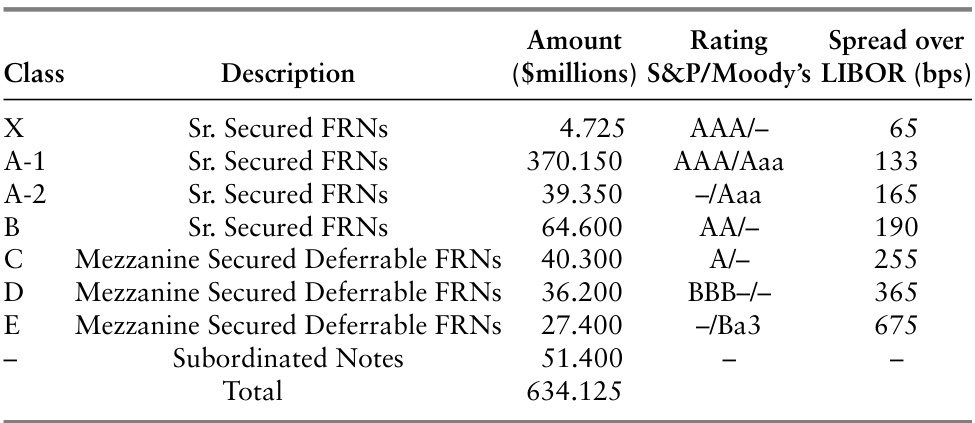 Amount Rating Spread over
Class Description ($millions) S&P/Moody’s LIBOR (bps)
X Sr. Secured FRNs 4.725 AAA/– 65
A-1 Sr. Secured FRNs 370.150 AAA/Aaa 133
A-2 Sr. Secured FRNs 39.350 –/Aaa 165
B Sr. Secured FRNs 64.600 AA/– 190
C Mezzanine Secured Deferrable FRNs 40.300 A/– 255
D Mezzanine Secured Deferrable FRNs 36.200 BBB–/– 365
E Mezzanine Secured Deferrable FRNs 27.400 –/Ba3 675
– Subordinated Notes 51.400 – –
Total 634.125